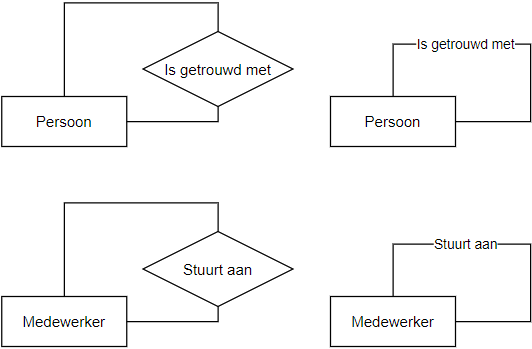 Is getrouwd met
Persoon
Is getrouwd met
Persoon
Stuurt aan
Medewerker
Stuurt aan
Medewerker